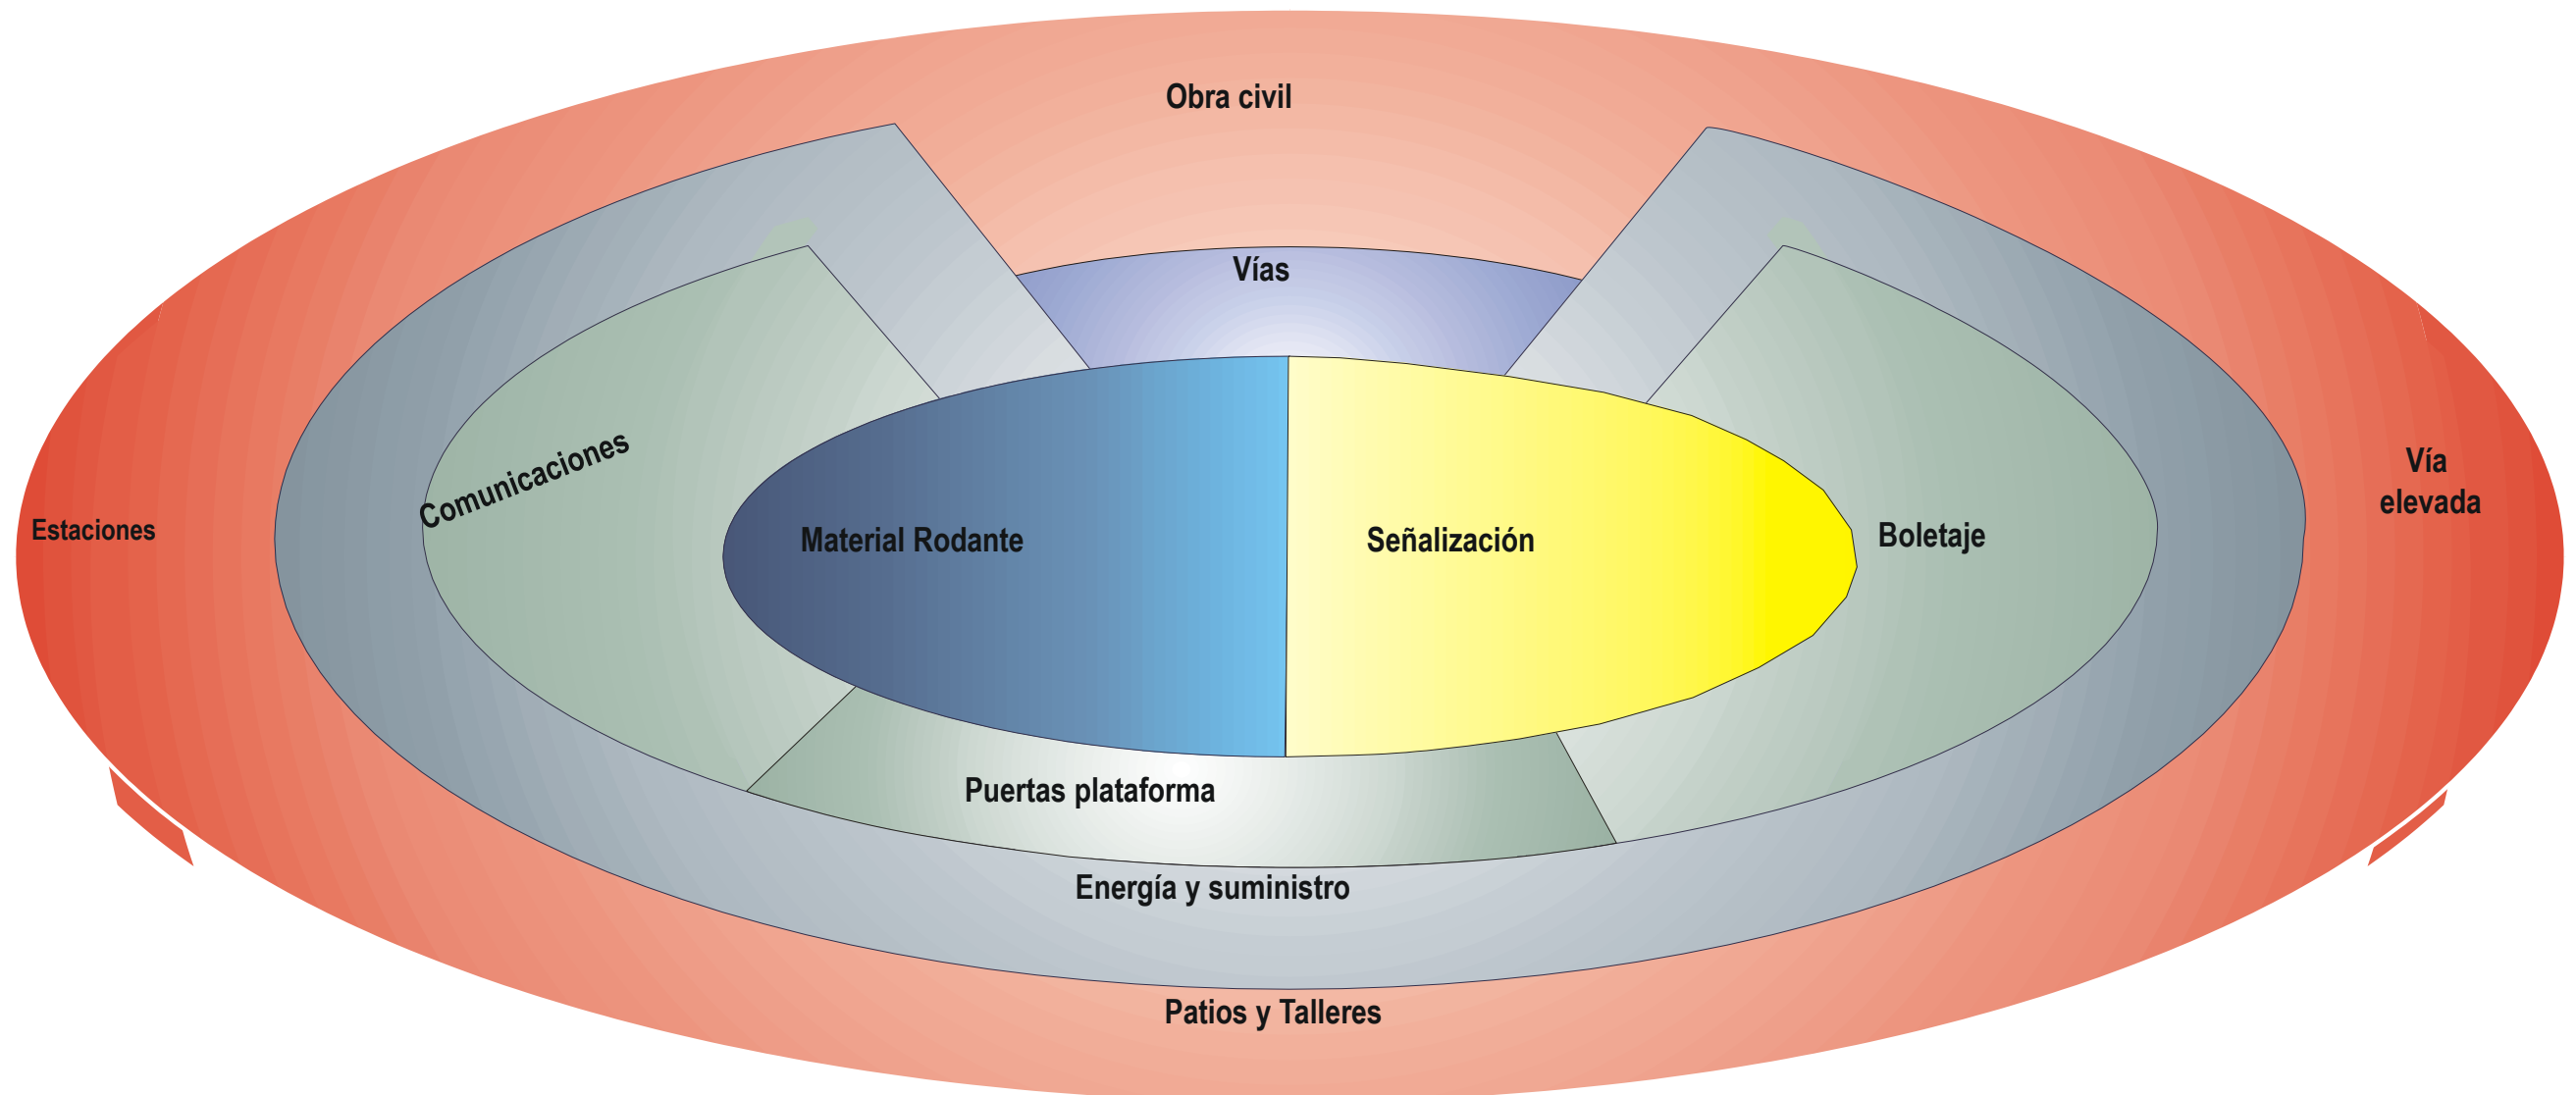 Obra civil
Vías
Comunicaciones
Estaciones
Material Rodante
Señalización
Boletaje
Vía
elevada
Puertas plataforma
Energía y suministro
Patios y Talleres